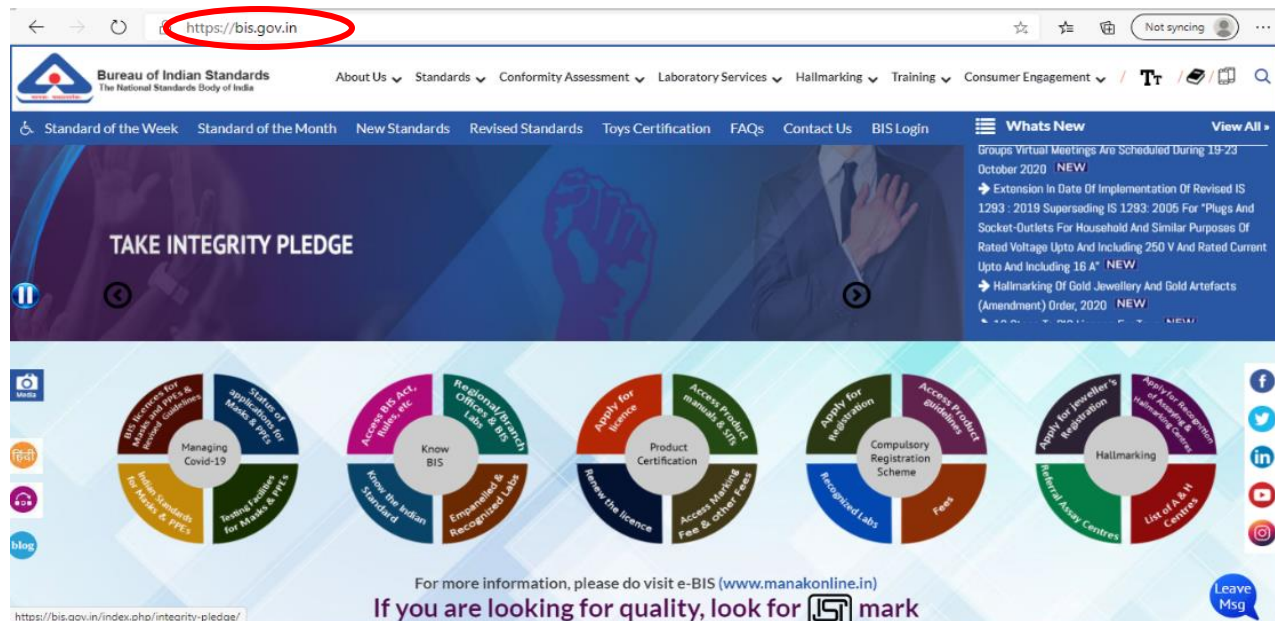 https://bis.gov.in
Not syncing
Bureau of Indian Standards
The National Standards Body of India
About Us Standards Conformity Assessment Laboratory Services Hallmarking Training Consumer Engagement / TT / /
Standard of the Week Standard of the Month New Standards Revised Standards Toys Certification FAQs Contact Us BIS Login
Whats New View All »
Groups Virtual Meetings Are Scheduled During 19-23
October 2020 NEW
Extension In Date Of Implementation Of Revised IS
1293 : 2019 Superseding IS 1293: 2005 For "Plugs And
Socket-Outlets For Household And Similar Purposes Of
Rated Voltage Upto And Including 250 V And Rated Current
Upto And Including 16 A" NEW
Hallmarking Of Gold Jewellery And Gold Artefacts
(Amendment) Order, 2020 NEW
TAKE INTEGRITY PLEDGE
Media
हिंदी
blog
BIS licences for
Masks and PPEs &
Revised Guidelines
Status of
applications for
Masks & PPEs
Managing
Covid-19
Indian Standards
for Masks & PPEs
Testing Facilities
for Masks & PPEs
Access BIS Act,
Rules, etc
Regional/Branch
Offices & BIS
Labs
Know
BIS
Know the Indian
Standard
Empanelled &
Recognized Labs
Apply for
licence
Access Product
manuals & SITs
Product
Certification
Renew the licence
Access Marking
Fee & other Fees
Apply for
Registration
Access Product
guidelines
Compulsory
Registration
Scheme
Recognized Labs
Fees
Apply for Jeweller's
Registration
Apply for Recognition
of Assaying &
Hallmarking Centres
Hallmarking
Referral Assay Centres
List of A & H
Centres
For more information, please do visit e-BIS (www.manakonline.in)
If you are looking for quality, look for ISI mark
Leave
Msg
https://bis.gov.in/index.php/integrity-pledge/